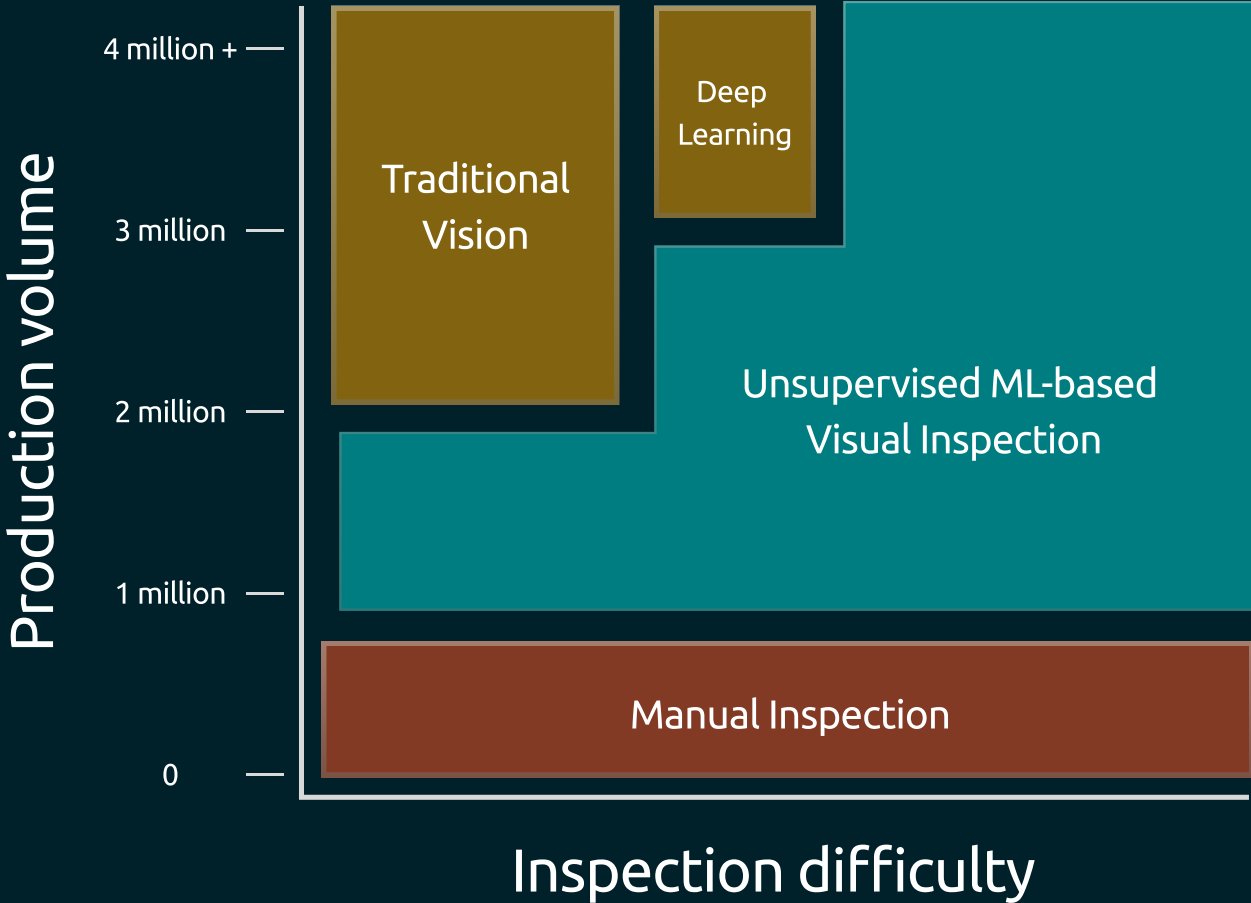 Production volume
4 million +
3 million
2 million
1 million
0
Traditional
Vision
Deep
Learning
Unsupervised ML-based
Visual Inspection
Manual Inspection
Inspection difficulty